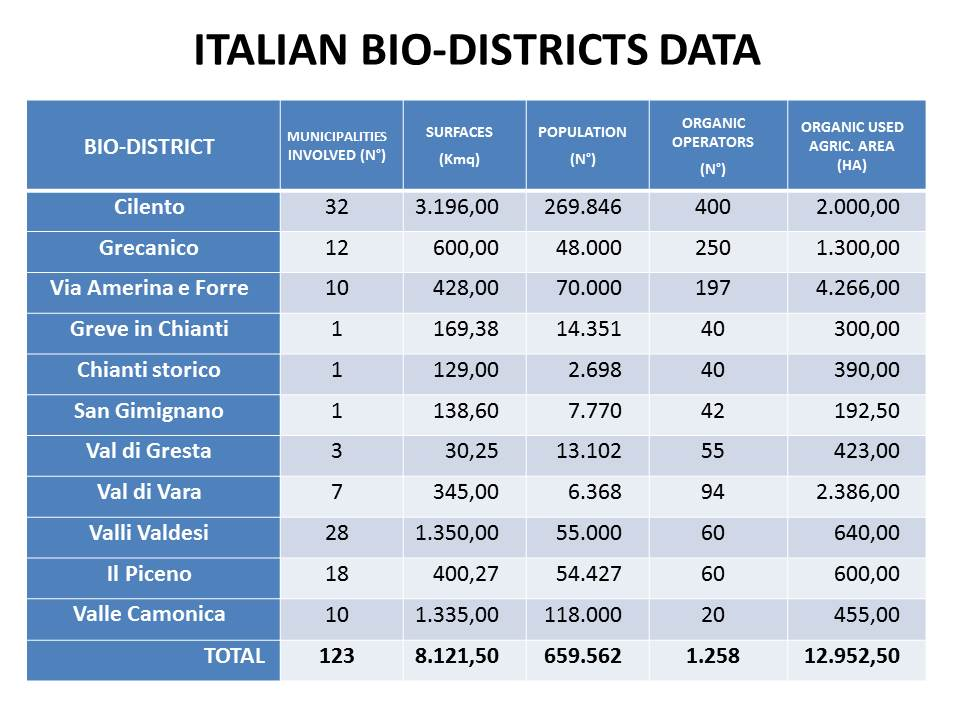 ITALIAN BIO-DISTRICTS DATA
BIO-DISTRICT MUNICIPALITIES INVOLVED (N°) SURFACES (Kmq) POPULATION (N°) ORGANIC OPERATORS (N°) ORGANIC USED AGRIC. AREA (HA)
Cilento 32 3.196,00 269.846 400 2.000,00
Grecanico 12 600,00 48.000 250 1.300,00
Via Amerina e Forre 10 428,00 70.000 197 4.266,00
Greve in Chianti 1 169,38 14.351 40 300,00
Chianti storico 1 129,00 2.698 40 390,00
San Gimignano 1 138,60 7.770 42 192,50
Val di Gresta 3 30,25 13.102 55 423,00
Val di Vara 7 345,00 6.368 94 2.386,00
Valli Valdesi 28 1.350,00 55.000 60 640,00
Il Piceno 18 400,27 54.427 60 600,00
Valle Camonica 10 1.335,00 118.000 20 455,00
TOTAL 123 8.121,50 659.562 1.258 12.952,50